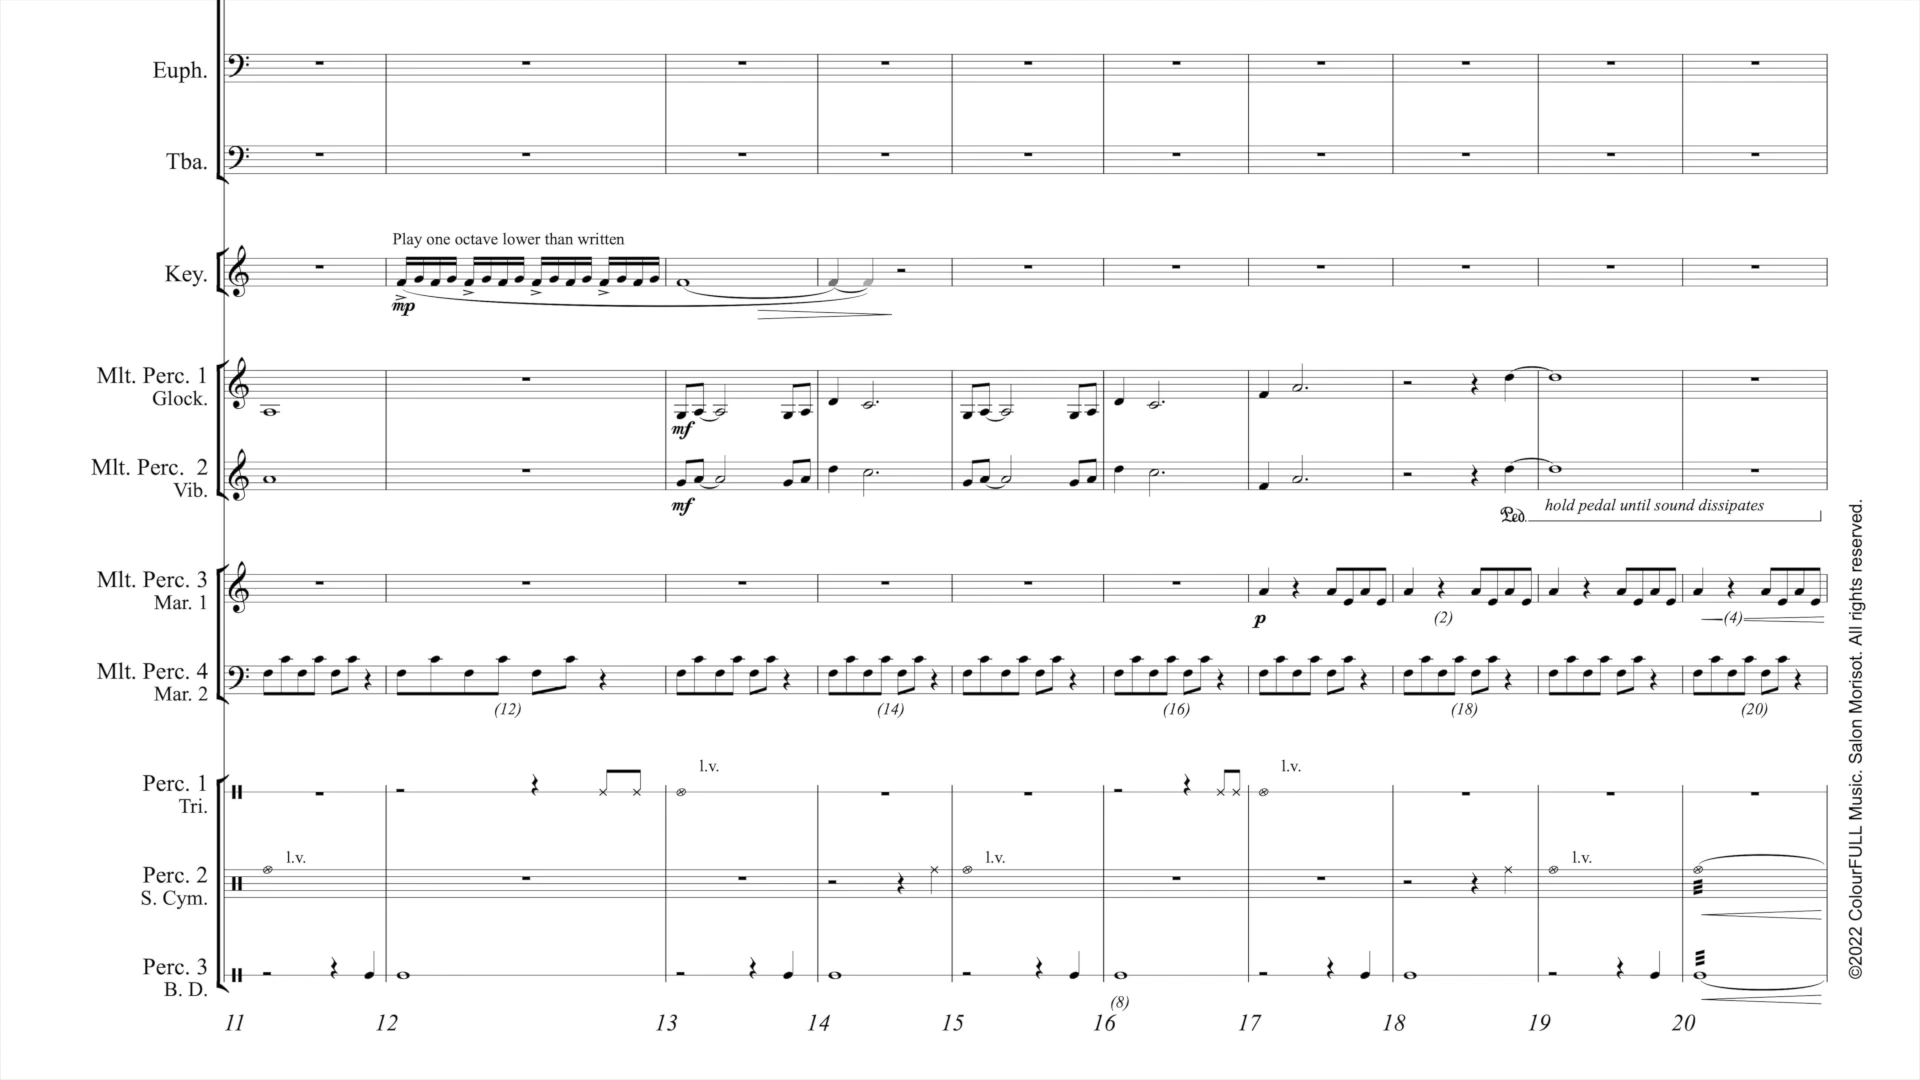 Euph.
Tba.
Play one octave lower than written
Key.
mp
Mlt. Perc. 1
Glock.
mf
Mlt. Perc. 2
Vib.
mf
Ped.
hold pedal until sound dissipates
Mlt. Perc. 3
Mar. 1
p
(2)
(4)
Mlt. Perc. 4
Mar. 2
(12)
(14)
(16)
(18)
(20)
Perc. 1
Tri.
l.v.
l.v.
Perc. 2
S. Cym.
l.v.
l.v.
l.v.
Perc. 3
B. D.
(8)
11 12 13 14 15 16 17 18 19 20
©2022 ColourFULL Music. Salon Morisot. All rights reserved.